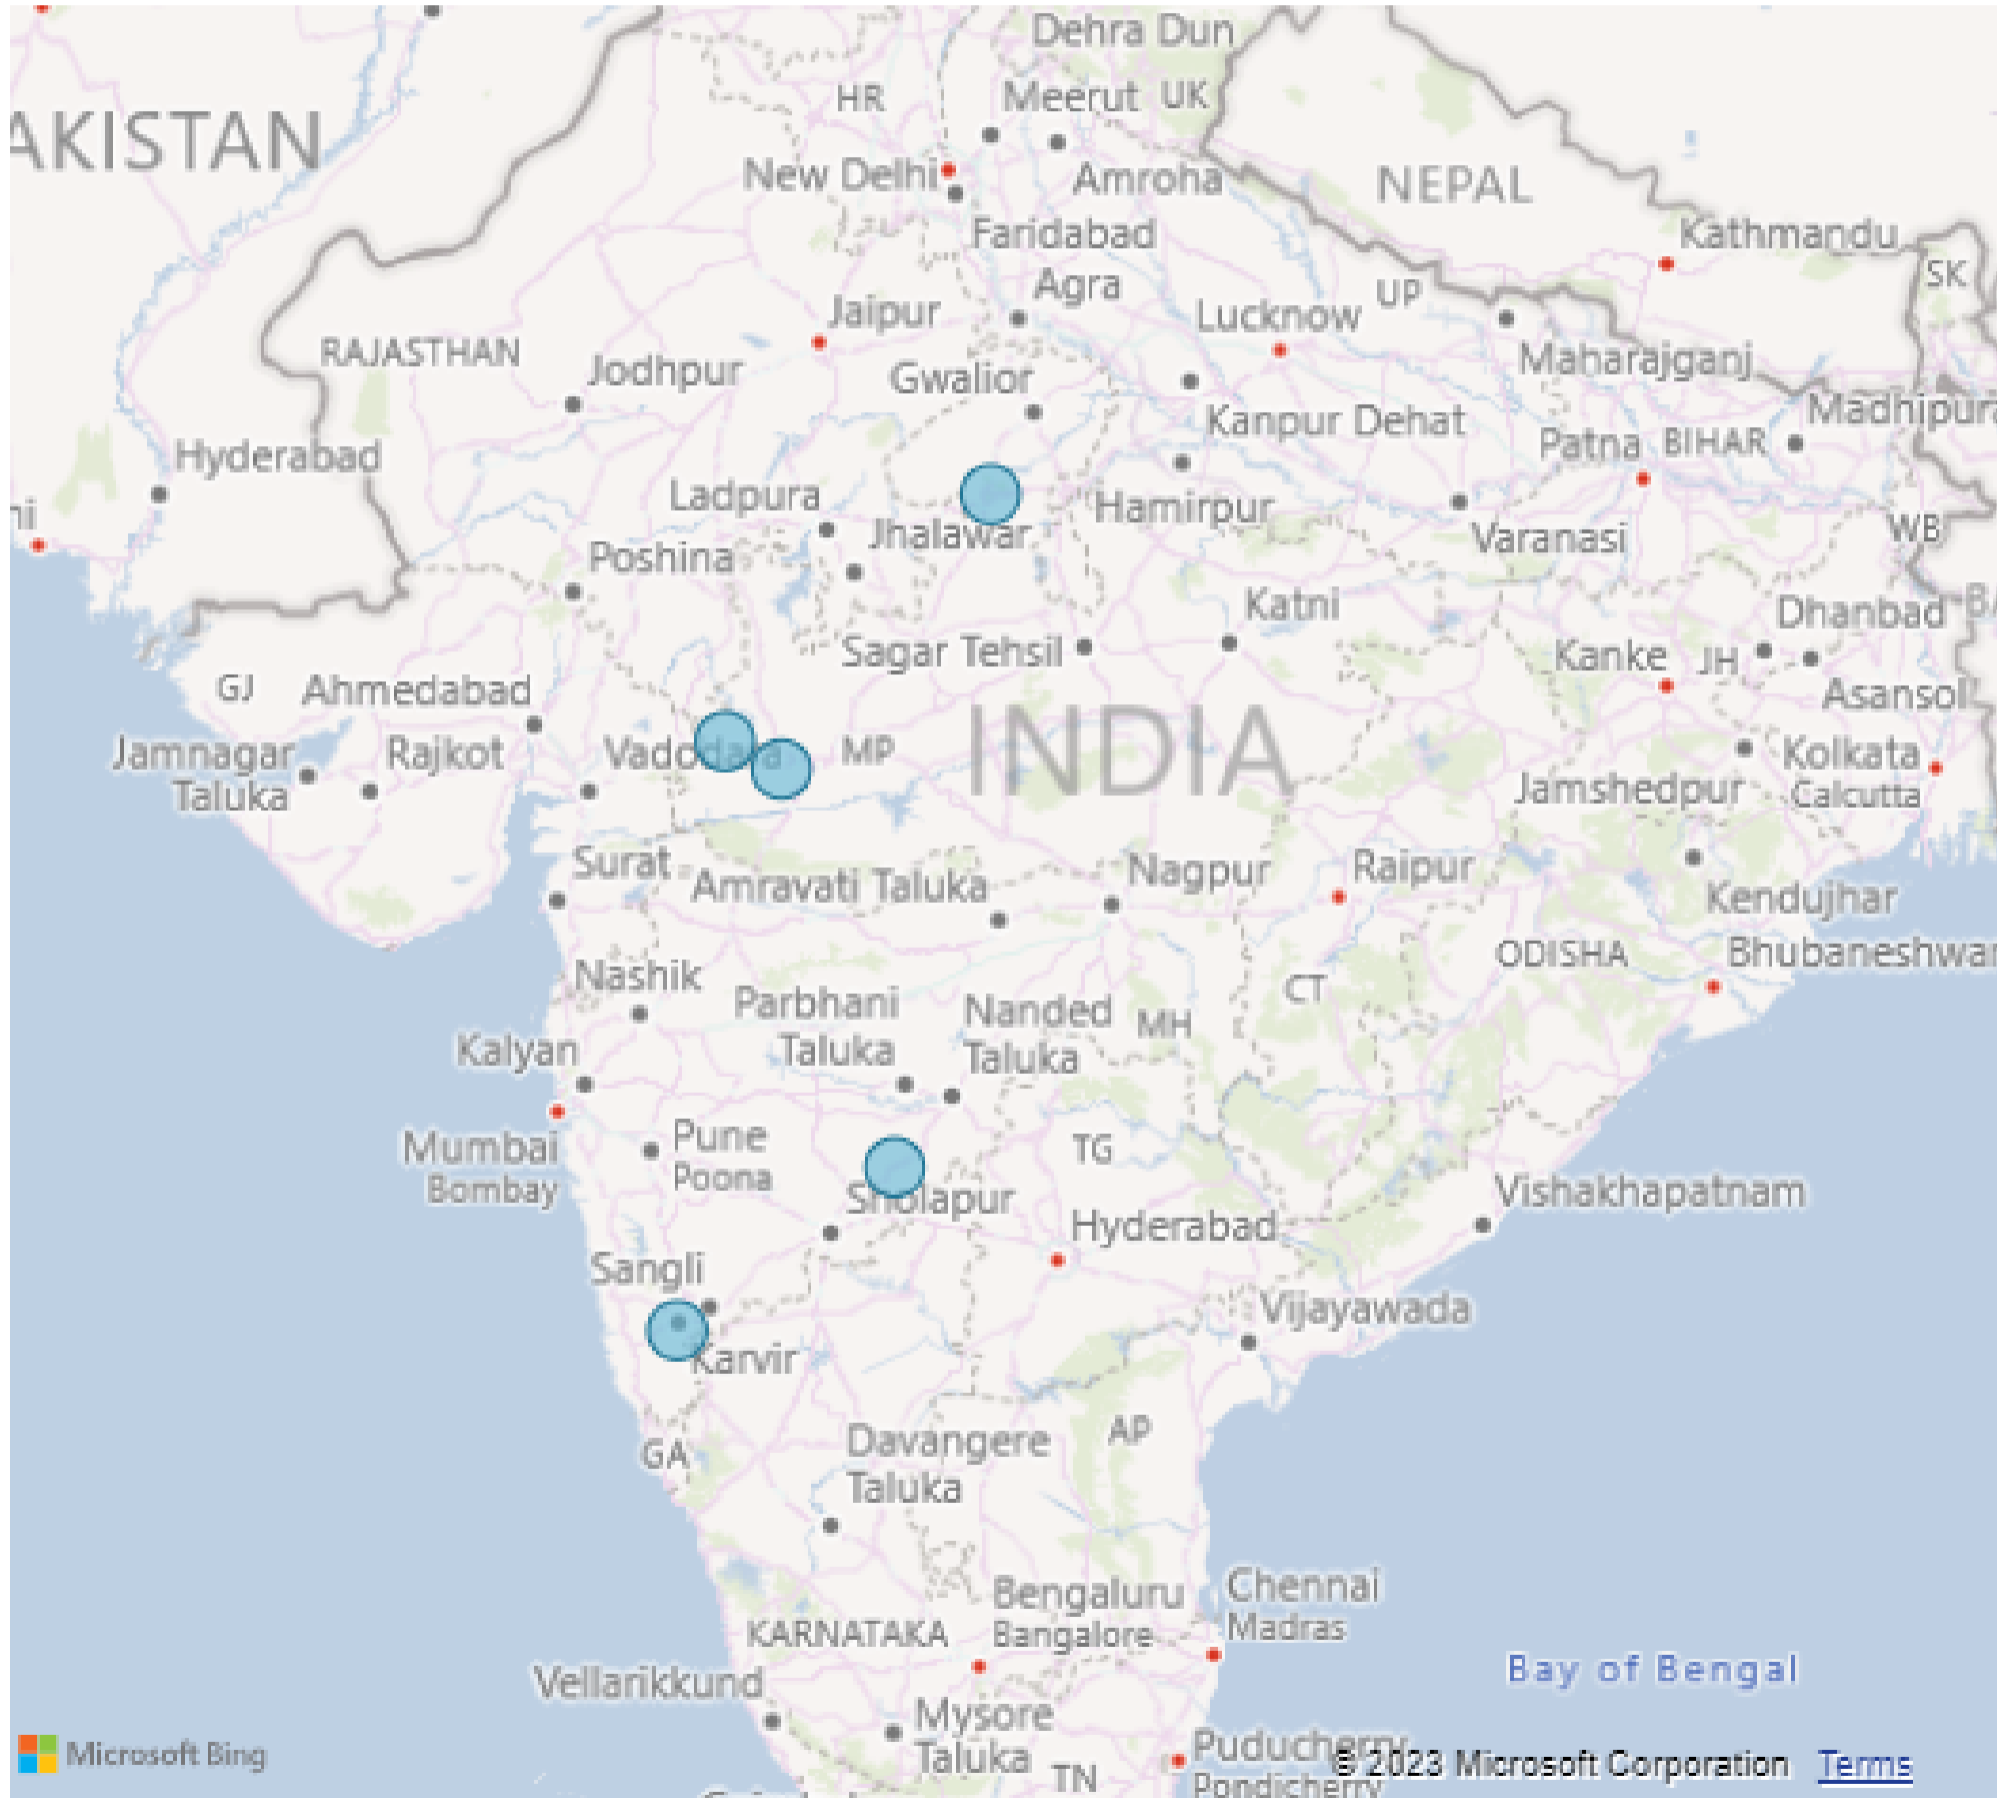 Dehra Dun
HR
Meerut
UK
AKISTAN
New Delhi
Amroha
NEPAL
Faridabad
Kathmandu
Agra
SK
UP
Jaipur
Lucknow
RAJASTHAN
Jodhpur
Gwalior
Maharajganj
Kanpur Dehat
Madhipura
Hyderabad
Patna
BIHAR
Ladpura
Hamirpur
Jhalawar
Varanasi
WB
Poshina
Katni
Dhanbad
Sagar Tehsil
Kanke
JH
GJ
Ahmedabad
Asansol
INDIA
Jamnagar
Taluka
Rajkot
Vadodara
MP
Kolkata
Calcutta
Jamshedpur
Surat
Amravati Taluka
Nagpur
Raipur
Kendujhar
ODISHA
Bhubaneshwar
Nashik
CT
Parbhani
Taluka
Nanded
Taluka
MH
Kalyan
Mumbai
Bombay
Pune
Poona
TG
Sholapur
Vishakhapatnam
Hyderabad
Sangli
Vijayawada
Karvir
GA
Davangere
Taluka
AP
Bengaluru
Bangalore
Chennai
Madras
KARNATAKA
Vellarikkund
Bay of Bengal
Mysore
Taluka
TN
Puducherry
Pondicherry
Microsoft Bing
© 2023 Microsoft Corporation Terms